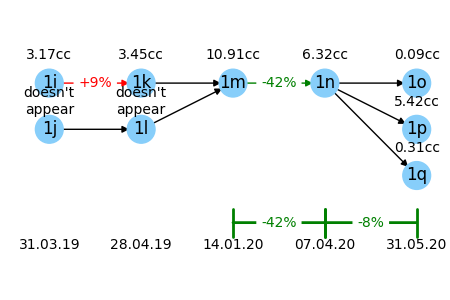 3.17cc 3.45cc 10.91cc 6.32cc 0.09cc
1i +9% 1k 1m -42% 1n 1o
doesn't doesn't
appear appear 5.42cc
1j 1l 1p
0.31cc
1q
-42% -8%
31.03.19 28.04.19 14.01.20 07.04.20 31.05.20